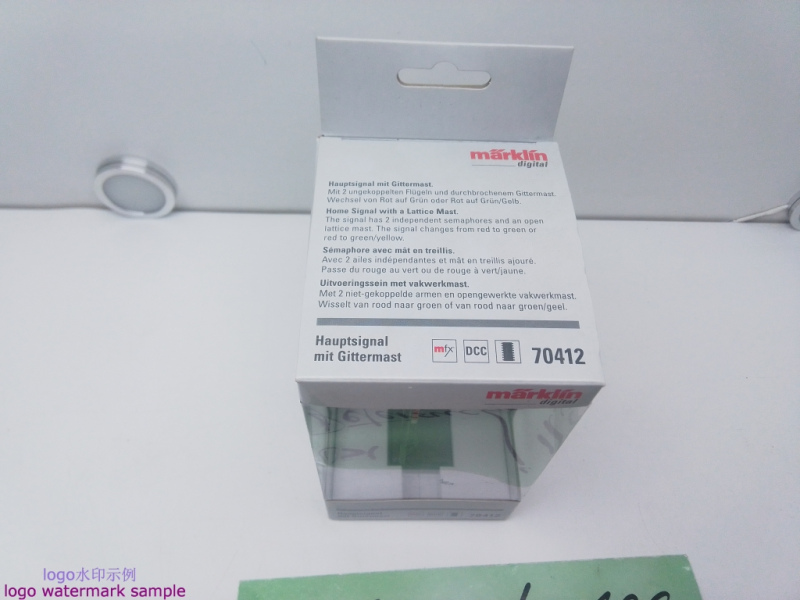 märklin
digital
Hauptsignal mit Gittermast.
Mit 2 ungekoppelten Flügeln und durchbrochenem Gittermast.
Wechsel von Rot auf Grün oder Rot auf Grün/Gelb.
Home Signal with a Lattice Mast.
The signal has 2 independent semaphores and an open
lattice mast. The signal changes from red to green or
red to green/yellow.
Sémaphore avec mât en treillis.
Avec 2 ailes indépendantes et mât en treillis ajouré.
Passe du rouge au vert ou de rouge à vert/jaune.
Uitvoeringssein met vakwerkmast.
Met 2 niet-gekoppelde armen en opengewerkte vakwerkmast.
Wisselt van rood naar groen of van rood naar groen/geel.
Hauptsignal
mit Gittermast
mfx DCC 70412
märklin
digital
70412
logo水印示例
logo watermark sample